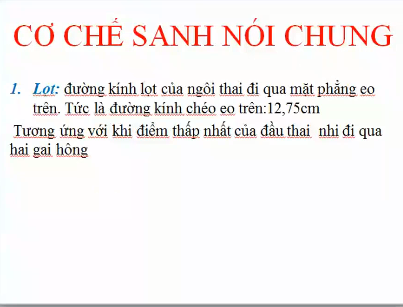 CƠ CHẾ SANH NÓI CHUNG
1. Lọt: đường kính lọt của ngôi thai đi qua mặt phẳng eo
trên. Tức là đường kính chéo eo trên:12,75cm
Tương ứng với khi điểm thấp nhất của đầu thai nhi đi qua
hai gai hông